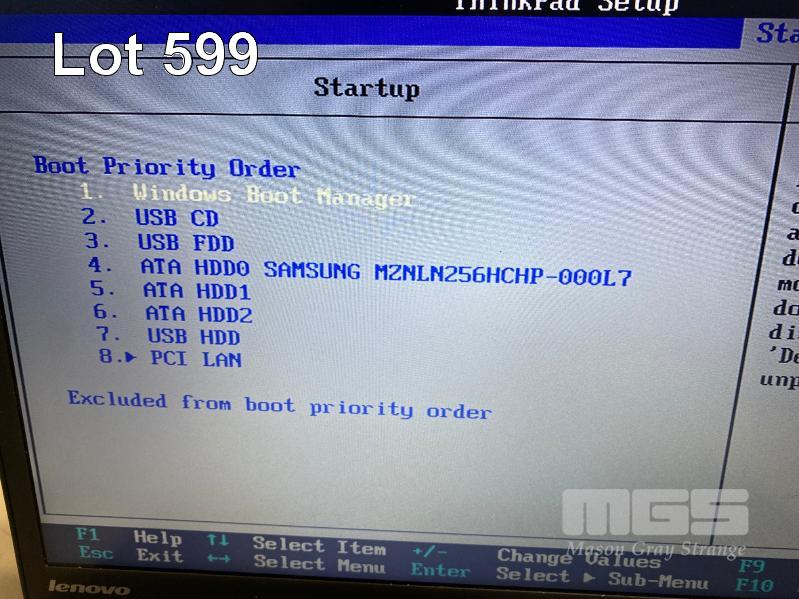 ThinkPad Setup
Lot 599
Startup
Boot Priority Order
1. Windows Boot Manager
2. USB CD
3. USB FDD
4. ATA HDD0 SAMSUNG MZNLN256HCHP-000L7
5. ATA HDD1
6. ATA HDD2
7. USB HDD
8.▶ PCI LAN
Excluded from boot priority order
MGS
Mason Gray Strange
F1 Help ↑↓ Select Item +/- Change Values F9
Esc Exit ←→ Select Menu Enter Select ▶ Sub-Menu F10
lenovo